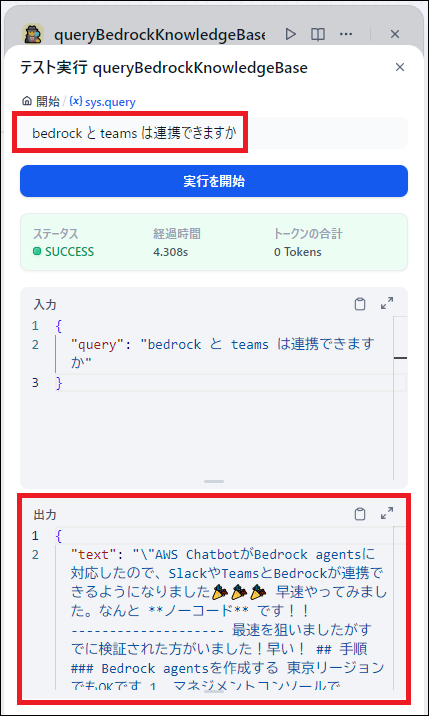 queryBedrockKnowledgeBase
テスト実行 queryBedrockKnowledgeBase
開始 / {x} sys.query
bedrock と teams は連携できますか
実行を開始
ステータス 経過時間 トークンの合計
SUCCESS 4.308s 0 Tokens
入力
1 {
2 "query": "bedrock と teams は連携できます
か"
3 }
出力
1 {
2 "text": "\"AWS ChatbotがBedrock agentsに
対応したので、SlackやTeamsとBedrockが連携で
きるようになりました🎉🎉🎉 早速やってみまし
た。なんと **ノーコード** です！！
------------------- 最速を狙いましたがす
でに検証された方がいました！早い！ ## 手順
### Bedrock agentsを作成する 東京リージョン
でもOKです 1. マネジメントコンソールで